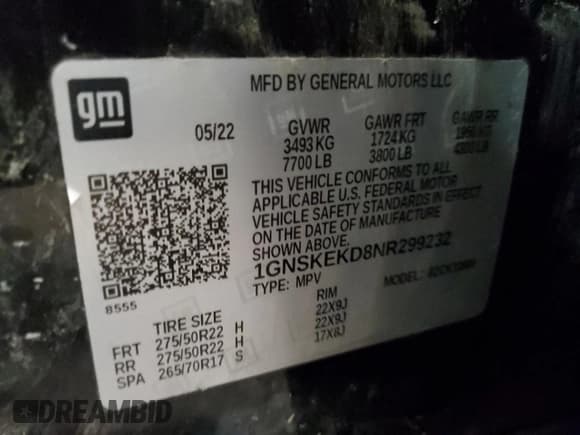 gm
MFD BY GENERAL MOTORS LLC
05/22 GVWR GAWR FRT GAWR RR
3493 KG 1724 KG
7700 LB 3800 LB
THIS VEHICLE CONFORMS TO ALL
APPLICABLE U.S. FEDERAL MOTOR
VEHICLE SAFETY STANDARDS IN EFFECT
ON THE DATE OF MANUFACTURE
SHOWN ABOVE.
1GNSKEKD8NR299232
TYPE: MPV MODEL:
8555
TIRE SIZE RIM
FRT 275/50R22 H 22X9J
RR 275/50R22 H 22X9J
SPA 265/70R17 S 17X8J
DREAMBID